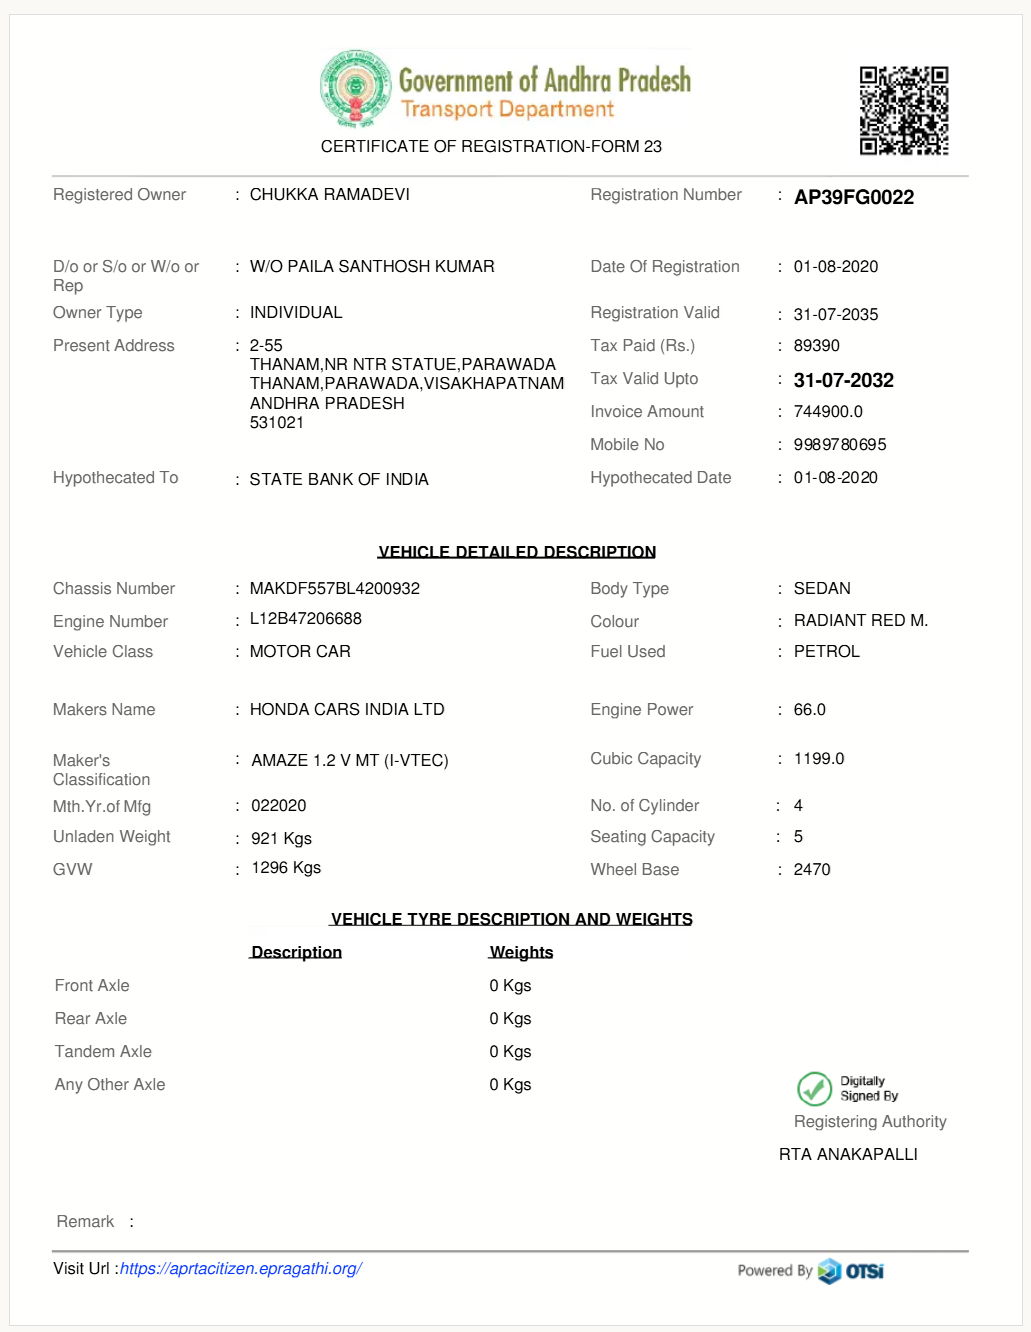 Government of Andhra Pradesh
Transport Department
CERTIFICATE OF REGISTRATION-FORM 23
Registered Owner : CHUKKA RAMADEVI Registration Number : AP39FG0022
D/o or S/o or W/o or Rep : W/O PAILA SANTHOSH KUMAR Date Of Registration : 01-08-2020
Owner Type : INDIVIDUAL Registration Valid : 31-07-2035
Present Address : 2-55 Tax Paid (Rs.) : 89390
THANAM,NR NTR STATUE,PARAWADA
THANAM,PARAWADA,VISAKHAPATNAM Tax Valid Upto : 31-07-2032
ANDHRA PRADESH Invoice Amount : 744900.0
531021
Mobile No : 9989780695
Hypothecated To : STATE BANK OF INDIA Hypothecated Date : 01-08-2020
VEHICLE DETAILED DESCRIPTION
Chassis Number : MAKDF557BL4200932 Body Type : SEDAN
Engine Number : L12B47206688 Colour : RADIANT RED M.
Vehicle Class : MOTOR CAR Fuel Used : PETROL
Makers Name : HONDA CARS INDIA LTD Engine Power : 66.0
Maker's Classification : AMAZE 1.2 V MT (I-VTEC) Cubic Capacity : 1199.0
Mth.Yr.of Mfg : 022020 No. of Cylinder : 4
Unladen Weight : 921 Kgs Seating Capacity : 5
GVW : 1296 Kgs Wheel Base : 2470
VEHICLE TYRE DESCRIPTION AND WEIGHTS
Description Weights
Front Axle 0 Kgs
Rear Axle 0 Kgs
Tandem Axle 0 Kgs
Any Other Axle 0 Kgs
Digitally
Signed By
Registering Authority
RTA ANAKAPALLI
Remark :
Visit Url :https://aprtacitizen.epragathi.org/ Powered By OTSi